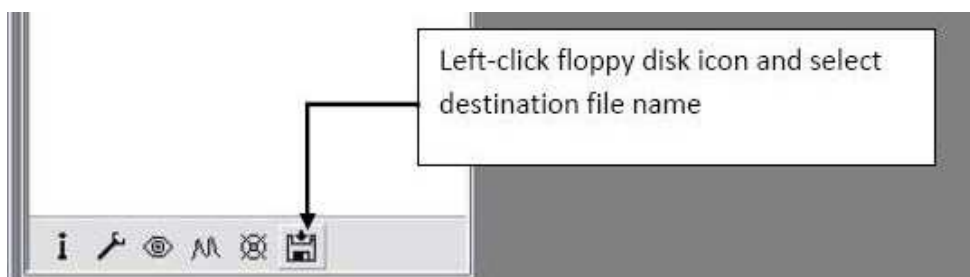 Left-click floppy disk icon and select
destination file name